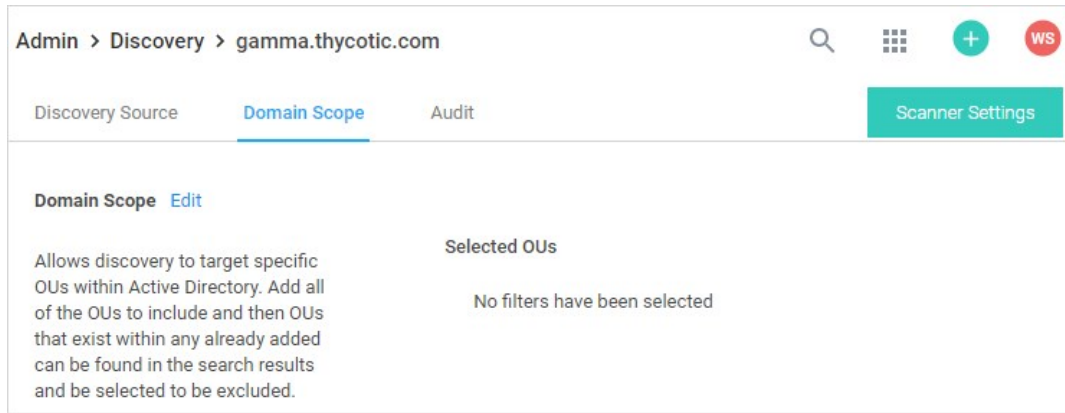 Admin > Discovery > gamma.thycotic.com
WS
Discovery Source
Domain Scope
Audit
Scanner Settings
Domain Scope Edit
Allows discovery to target specific
OUs within Active Directory. Add all
of the OUs to include and then OUs
that exist within any already added
can be found in the search results
and be selected to be excluded.
Selected OUs
No filters have been selected